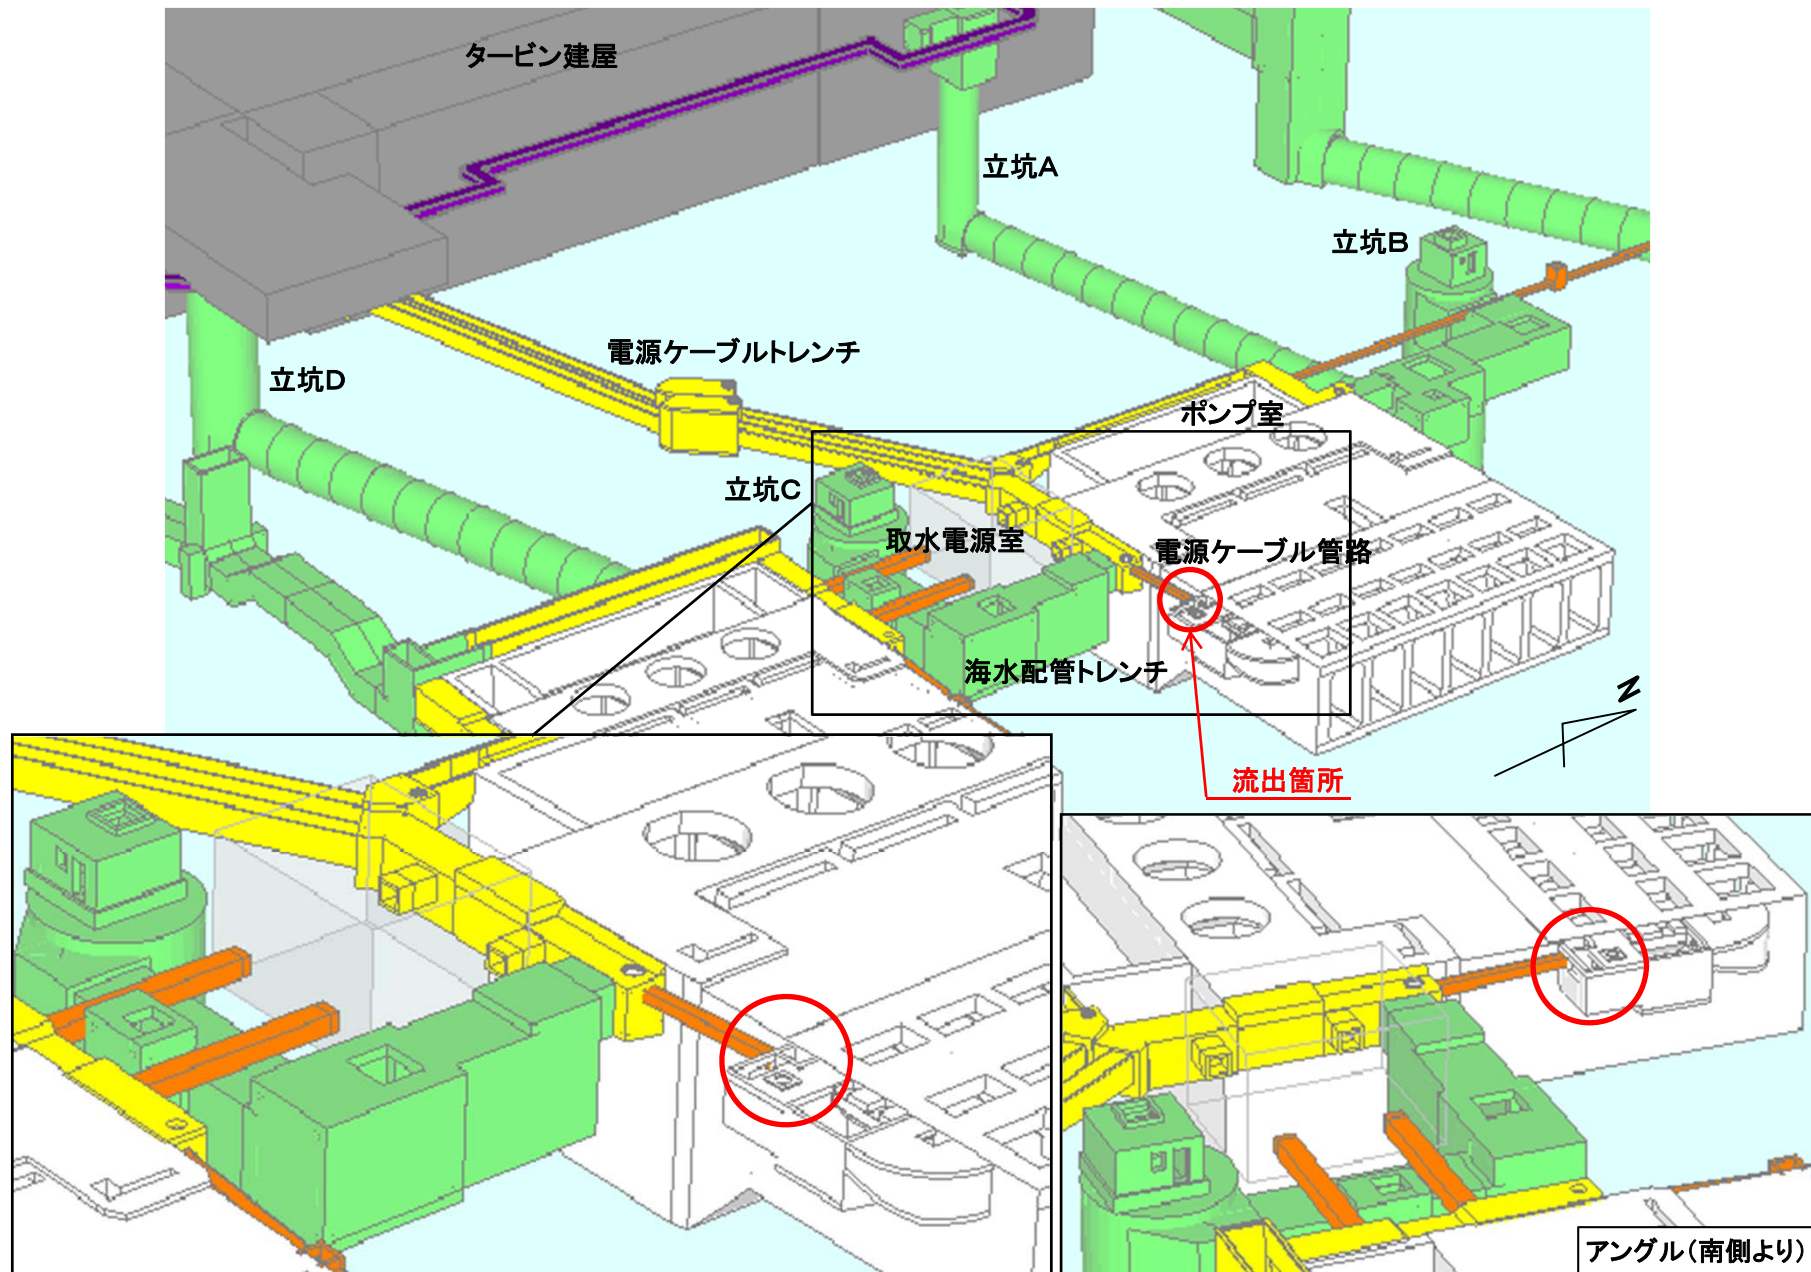 タービン建屋
立坑A
立坑B
電源ケーブルトレンチ
立坑D
ポンプ室
立坑C
取水電源室
電源ケーブル管路
海水配管トレンチ
N
流出箇所
アングル(南側より)